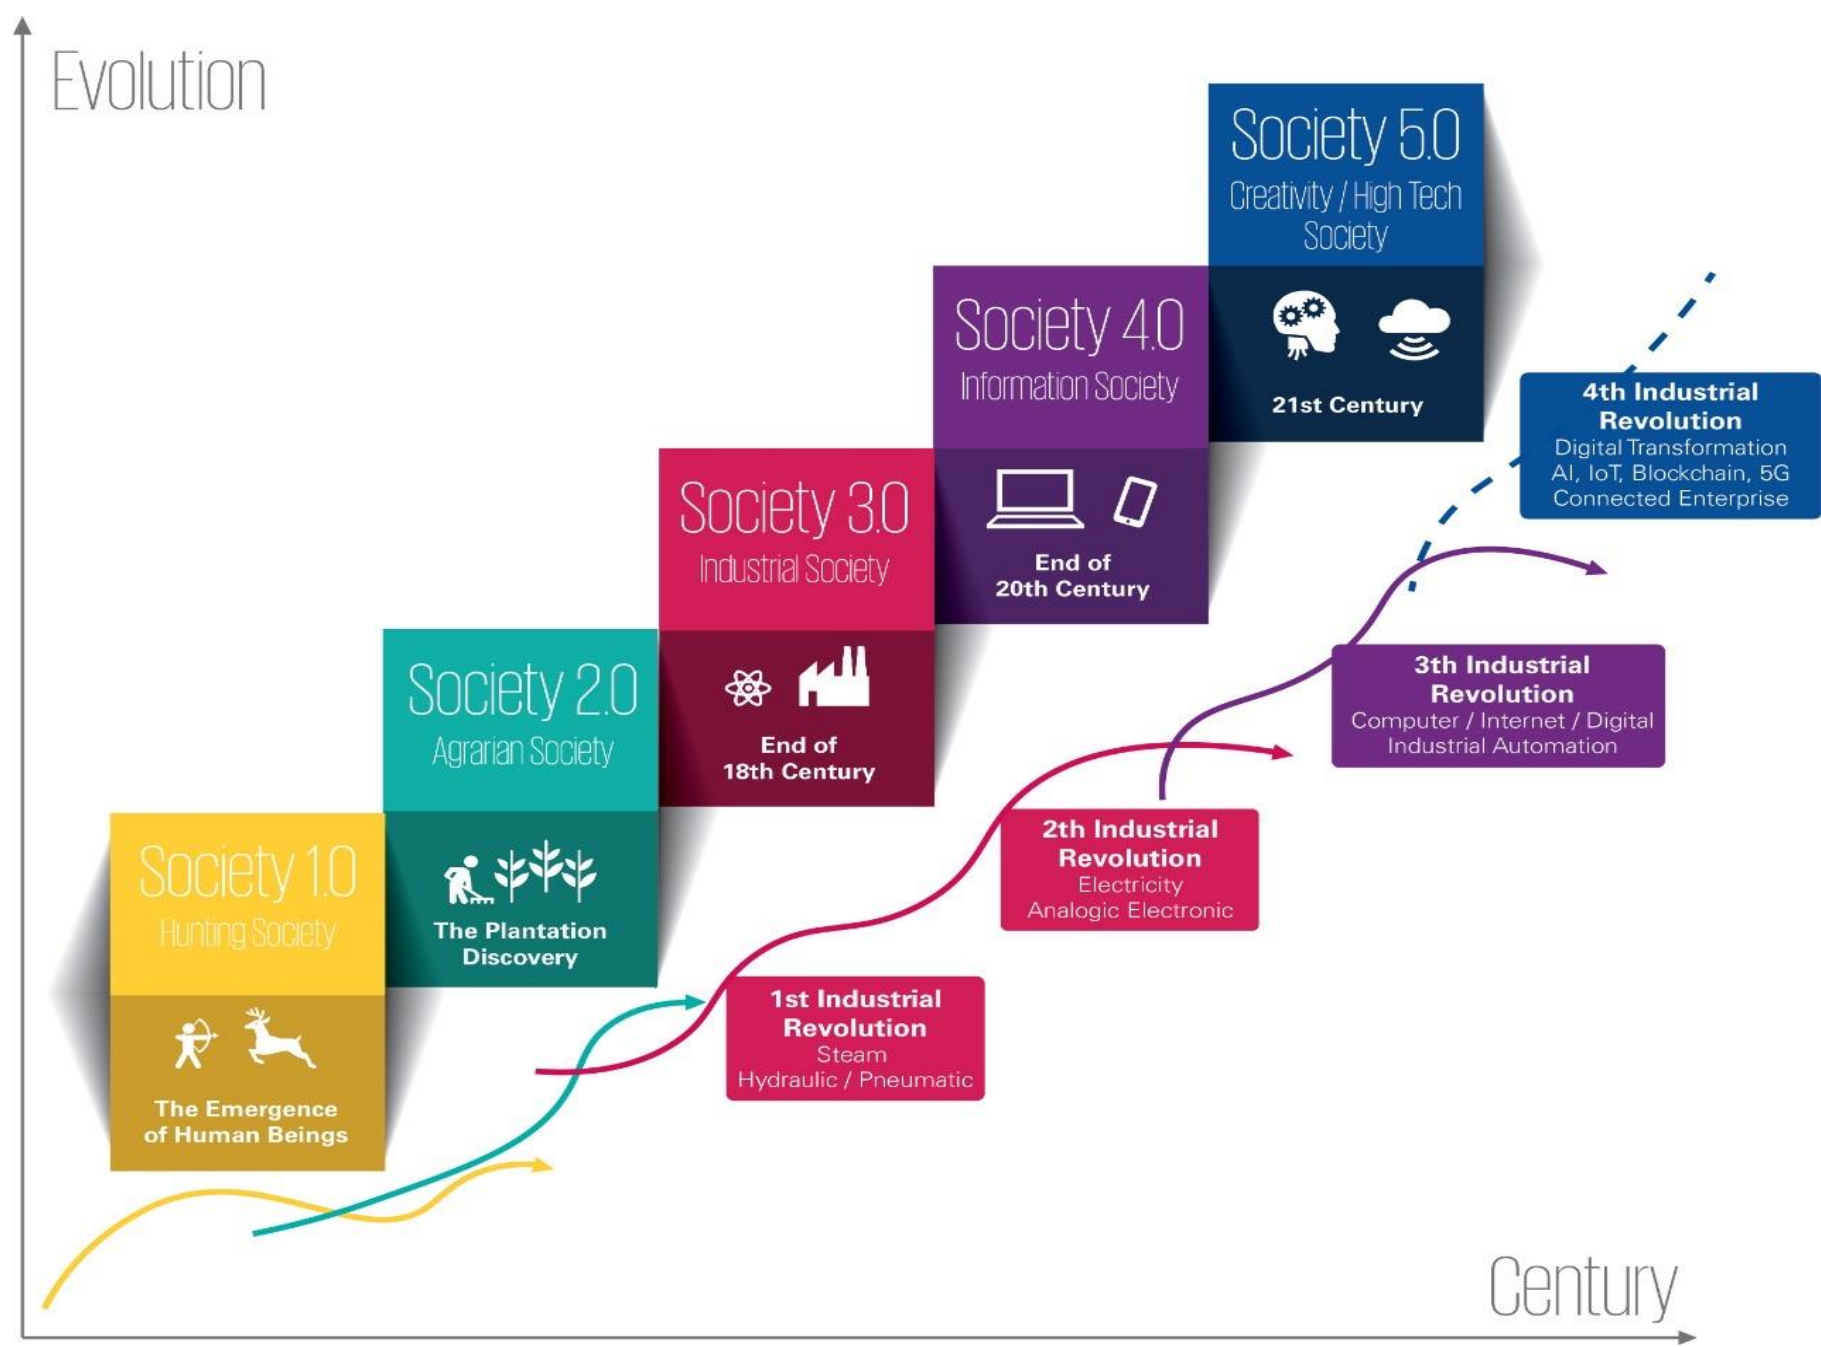 Evolution
Society 5.0
Creativity / High Tech
Society
21st Century
Society 4.0
Information Society
End of
20th Century
Society 3.0
Industrial Society
End of
18th Century
Society 2.0
Agrarian Society
The Plantation
Discovery
Society 1.0
Hunting Society
The Emergence
of Human Beings
4th Industrial
Revolution
Digital Transformation
AI, IoT, Blockchain, 5G
Connected Enterprise
3th Industrial
Revolution
Computer / Internet / Digital
Industrial Automation
2th Industrial
Revolution
Electricity
Analogic Electronic
1st Industrial
Revolution
Steam
Hydraulic / Pneumatic
Century